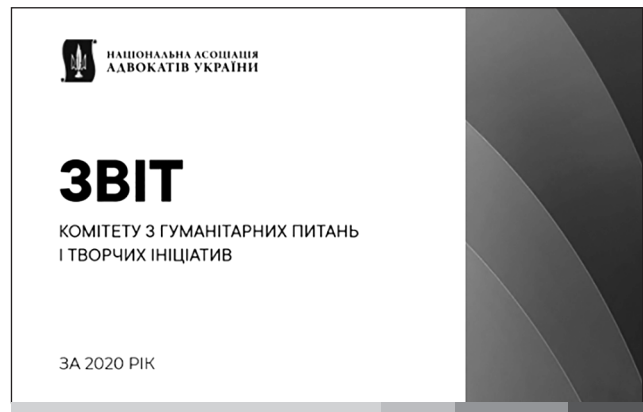 НАЦІОНАЛЬНА АСОЦІАЦІЯ
АДВОКАТІВ УКРАЇНИ
ЗВІТ
КОМІТЕТУ З ГУМАНІТАРНИХ ПИТАНЬ
І ТВОРЧИХ ІНІЦІАТИВ
ЗА 2020 РІК